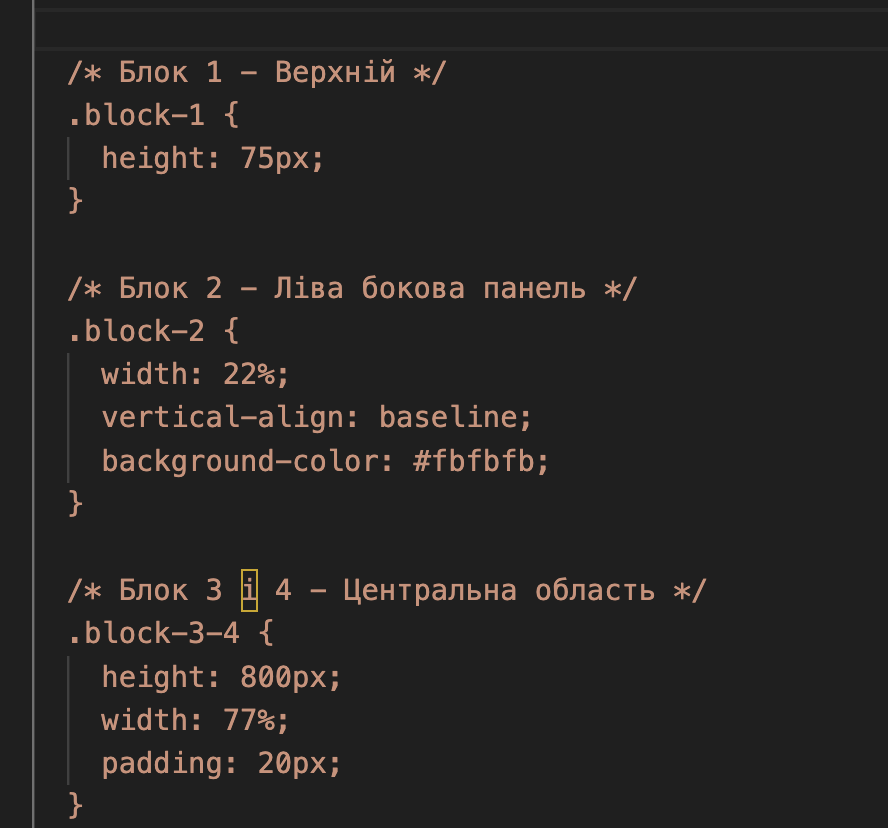 /* Блок 1 – Верхній */
.block-1 {
height: 75px;
}
/* Блок 2 – Ліва бокова панель */
.block-2 {
width: 22%;
vertical-align: baseline;
background-color: #fbfbfb;
}
/* Блок 3 і 4 – Центральна область */
.block-3-4 {
height: 800px;
width: 77%;
padding: 20px;
}